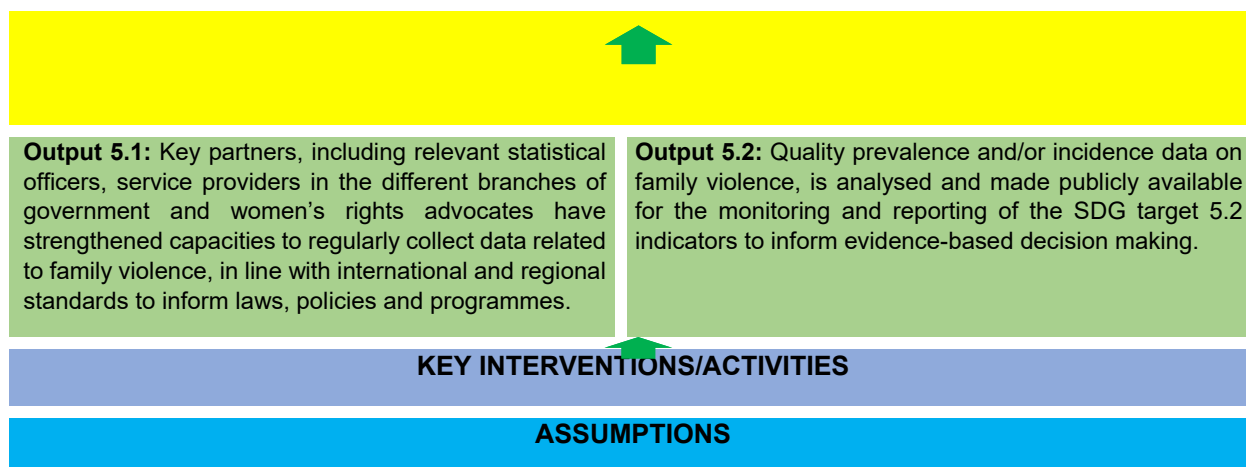 Output 5.1: Key partners, including relevant statistical
officers, service providers in the different branches of
government and women’s rights advocates have
strengthened capacities to regularly collect data related
to family violence, in line with international and regional
standards to inform laws, policies and programmes.
Output 5.2: Quality prevalence and/or incidence data on
family violence, is analysed and made publicly available
for the monitoring and reporting of the SDG target 5.2
indicators to inform evidence-based decision making.
KEY INTERVENTIONS/ACTIVITIES
ASSUMPTIONS